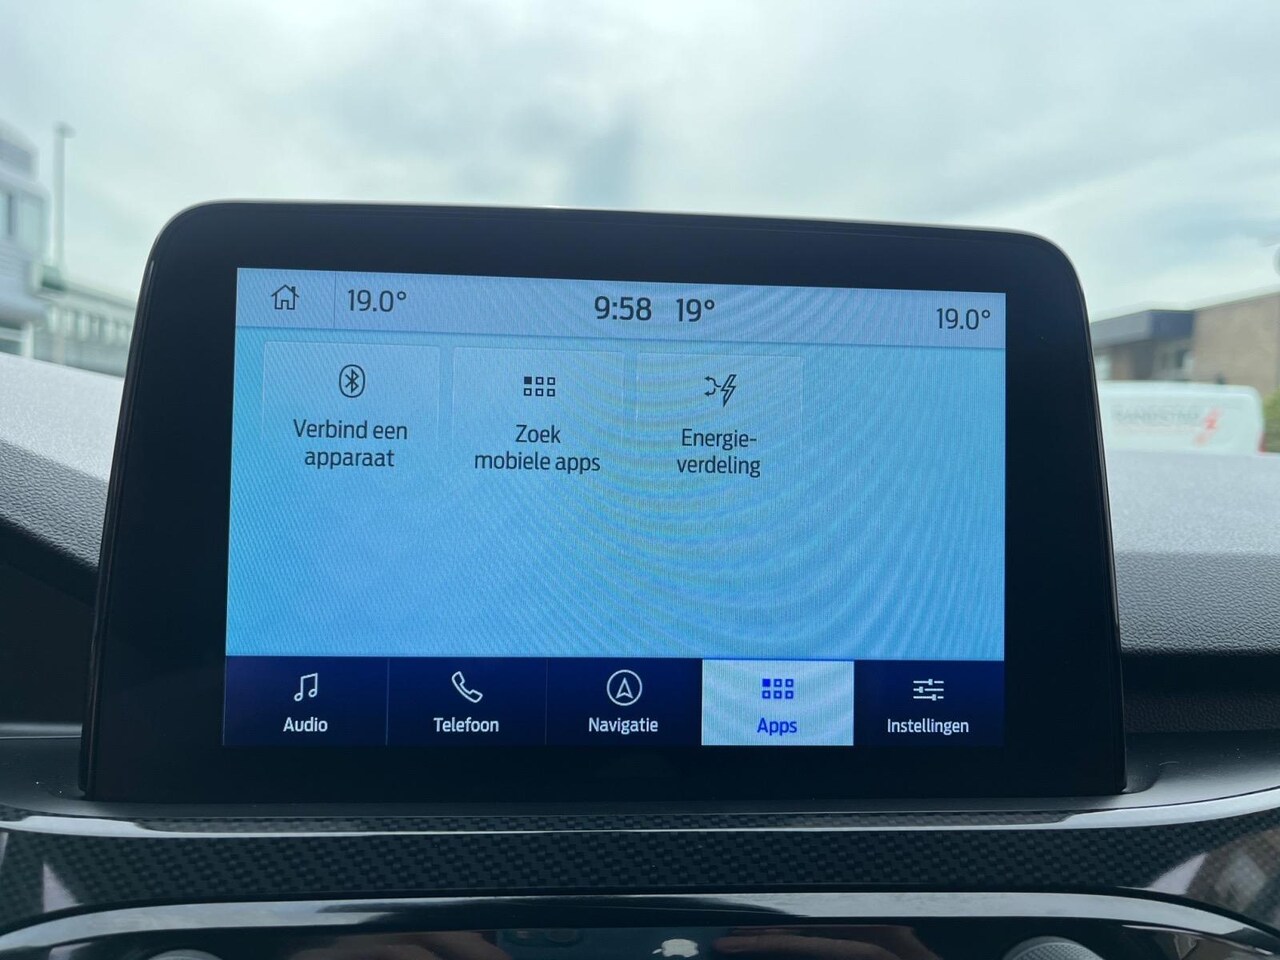 19.0°
9:58 19°
19.0°
Verbind een
apparaat
Zoek
mobiele apps
Energie-
verdeling
Audio
Telefoon
Navigatie
Apps
Instellingen